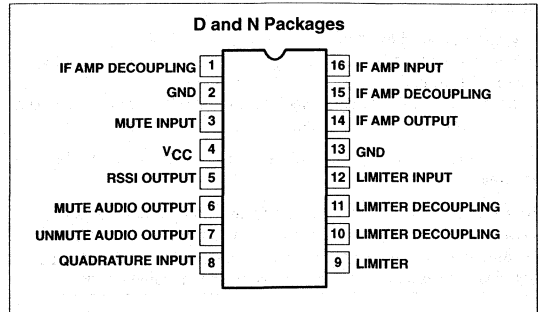 D and N Packages
IF AMP DECOUPLING 1
GND 2
MUTE INPUT 3
VCC 4
RSSI OUTPUT 5
MUTE AUDIO OUTPUT 6
UNMUTE AUDIO OUTPUT 7
QUADRATURE INPUT 8
16 IF AMP INPUT
15 IF AMP DECOUPLING
14 IF AMP OUTPUT
13 GND
12 LIMITER INPUT
11 LIMITER DECOUPLING
10 LIMITER DECOUPLING
9 LIMITER